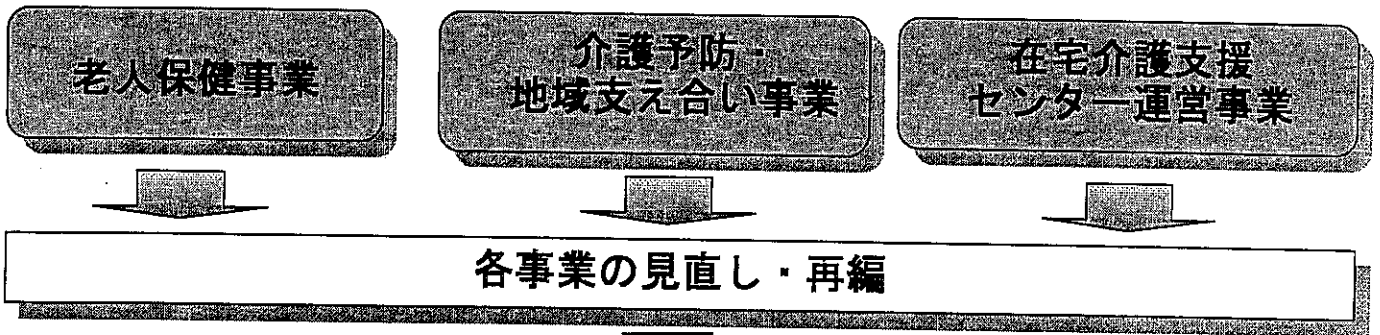 老人保健事業
介護予防・
地域支え合い事業
在宅介護支援
センター運営事業
各事業の見直し・再編